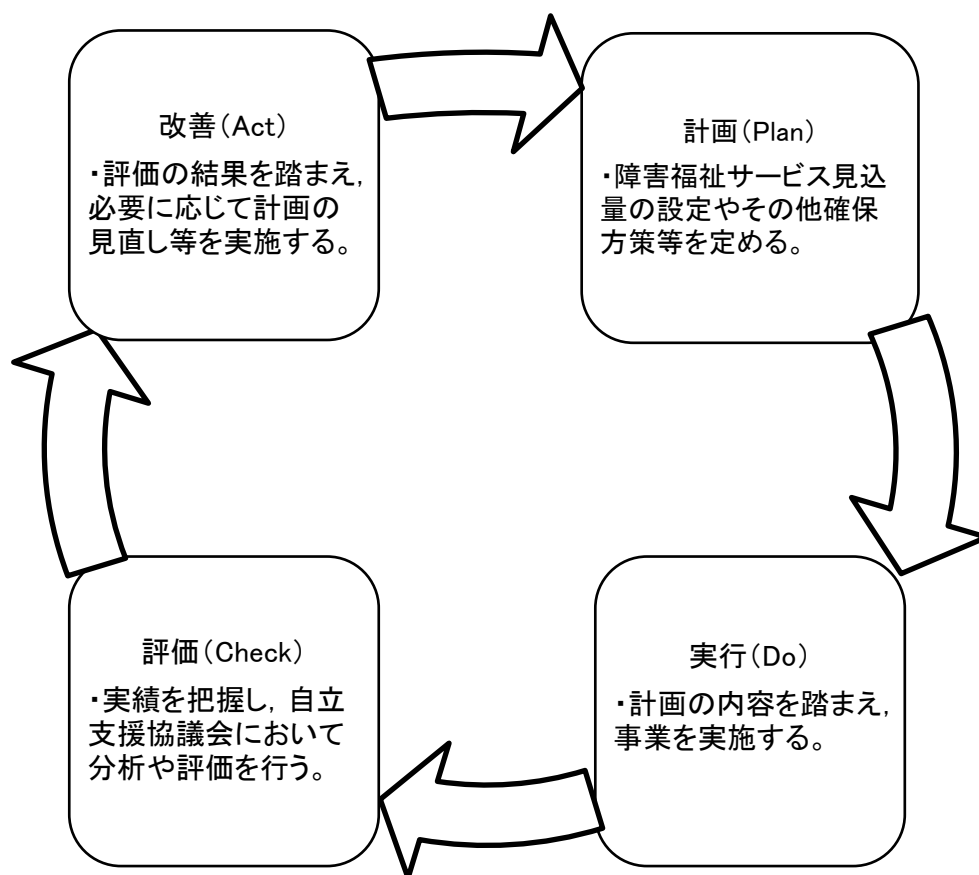 改善（Act）
・評価の結果を踏まえ，
必要に応じて計画の
見直し等を実施する。
計画（Plan）
・障害福祉サービス見込
量の設定やその他確保
方策等を定める。
評価（Check）
・実績を把握し，自立
支援協議会において
分析や評価を行う。
実行（Do）
・計画の内容を踏まえ，
事業を実施する。